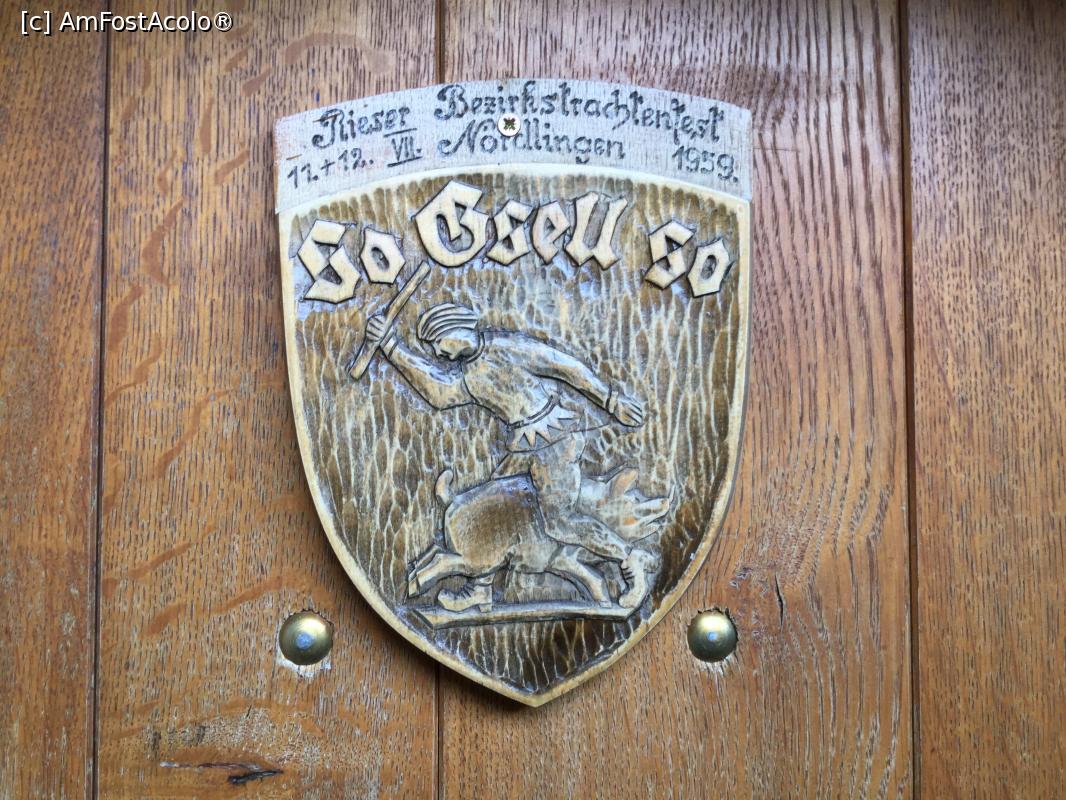 [c] AmFostAcolo®
Rieser Bezirkstrachtenfest
11.+12. VII. Nördlingen 1959.
So Gsell so